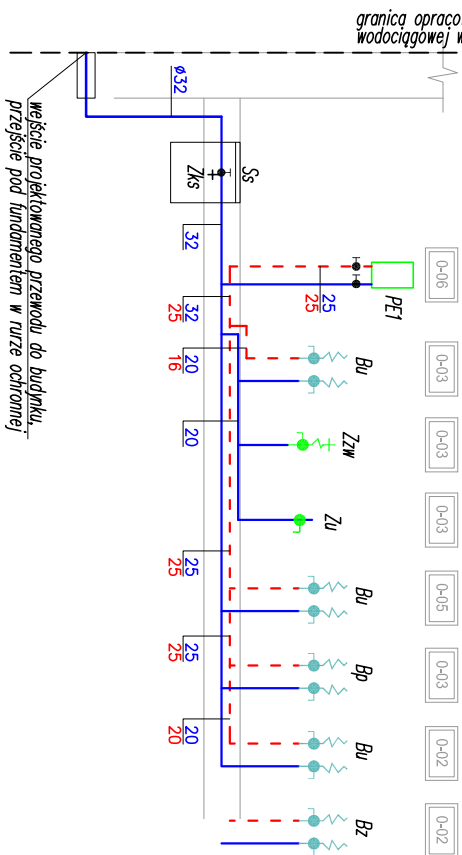 granica opraco
wodociągowej w
ø32
wejście projektowanego przewodu do budynku,
przejście pod fundamentem w rurze ochronnej
Ss
Zks
32
32
25
25
25
PE1
0-06
20
16
Bu
0-03
20
Zzw
0-03
Zu
0-03
25
25
Bu
0-05
25
25
Bp
0-03
20
20
Bu
0-02
Bz
0-02